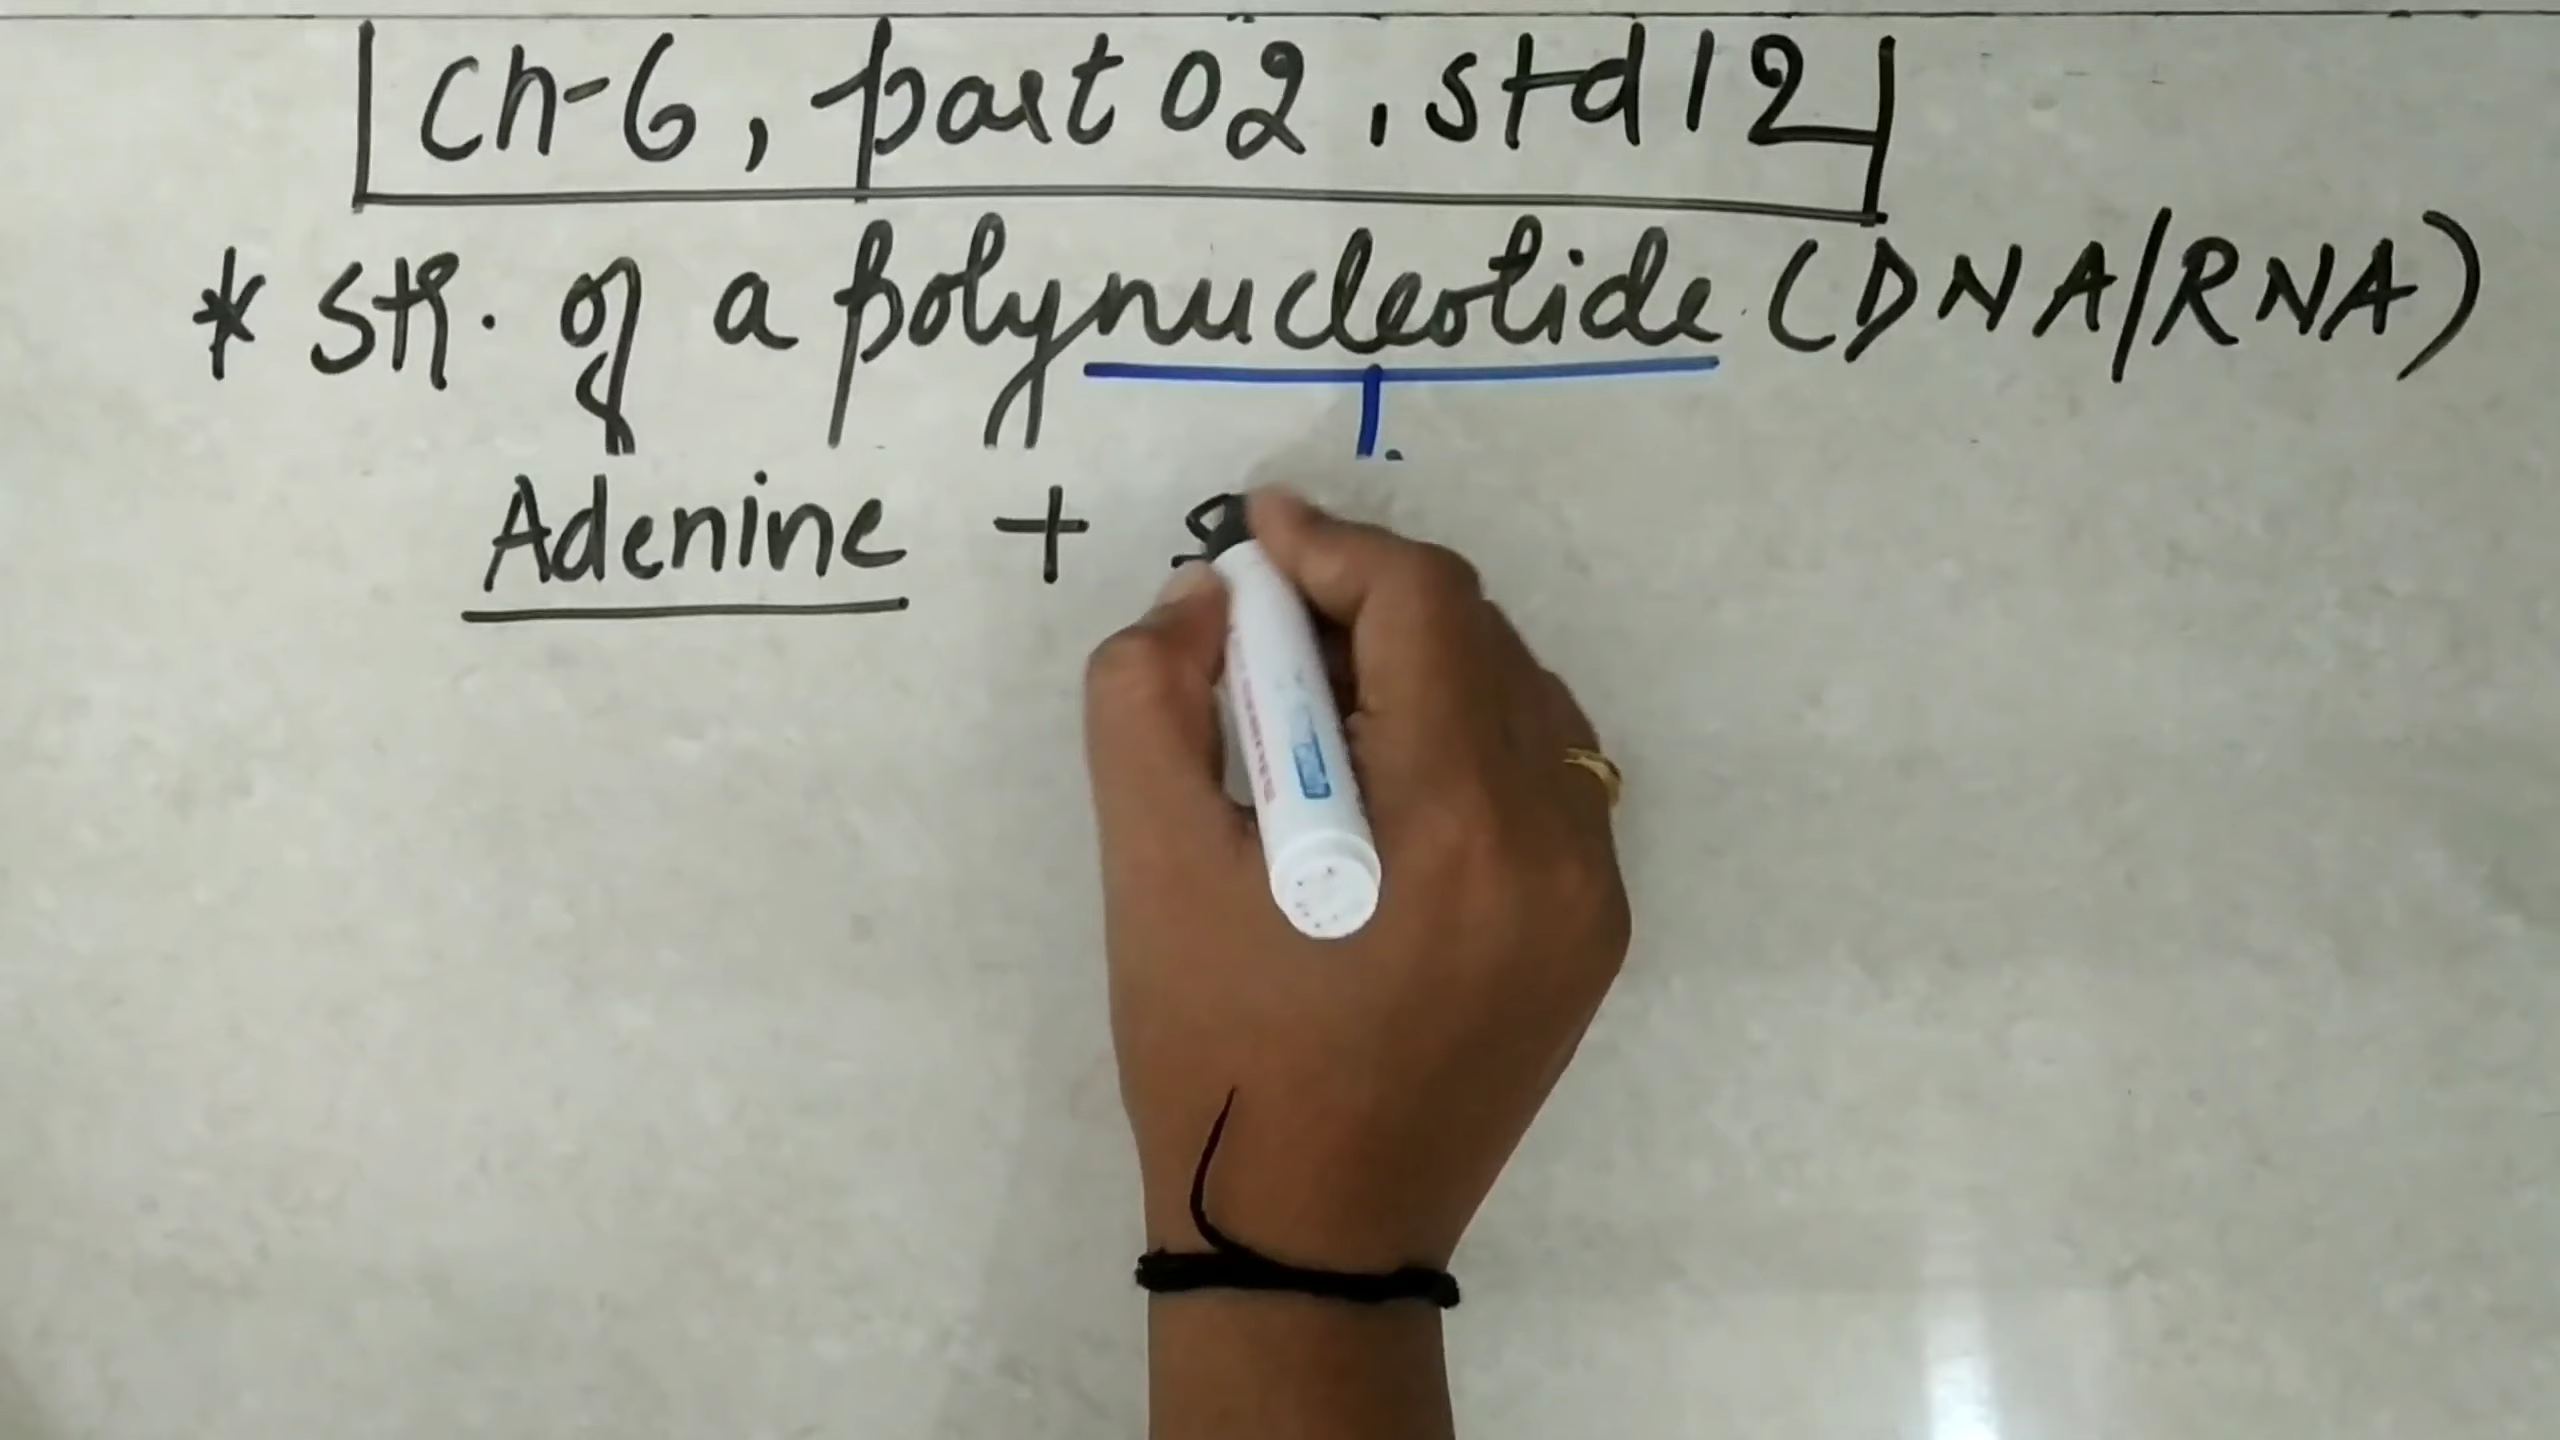 Ch-6, part 02, std 12
* Str. of a polynucleotide (DNA/RNA)
Adenine +